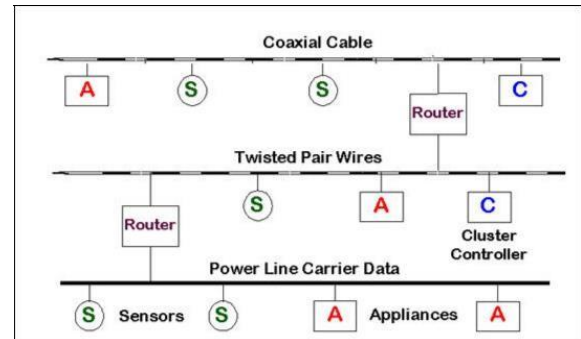 Coaxial Cable
A S S Router C
Twisted Pair Wires
Router S A C
Cluster
Controller
Power Line Carrier Data
S Sensors S A Appliances A